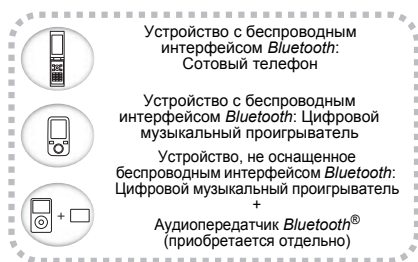 Устройство с беспроводным
интерфейсом Bluetooth:
Сотовый телефон
Устройство с беспроводным
интерфейсом Bluetooth: Цифровой
музыкальный проигрыватель
Устройство, не оснащенное
беспроводным интерфейсом Bluetooth:
Цифровой музыкальный проигрыватель
+
Аудиопередатчик Bluetooth®
(приобретается отдельно)
+